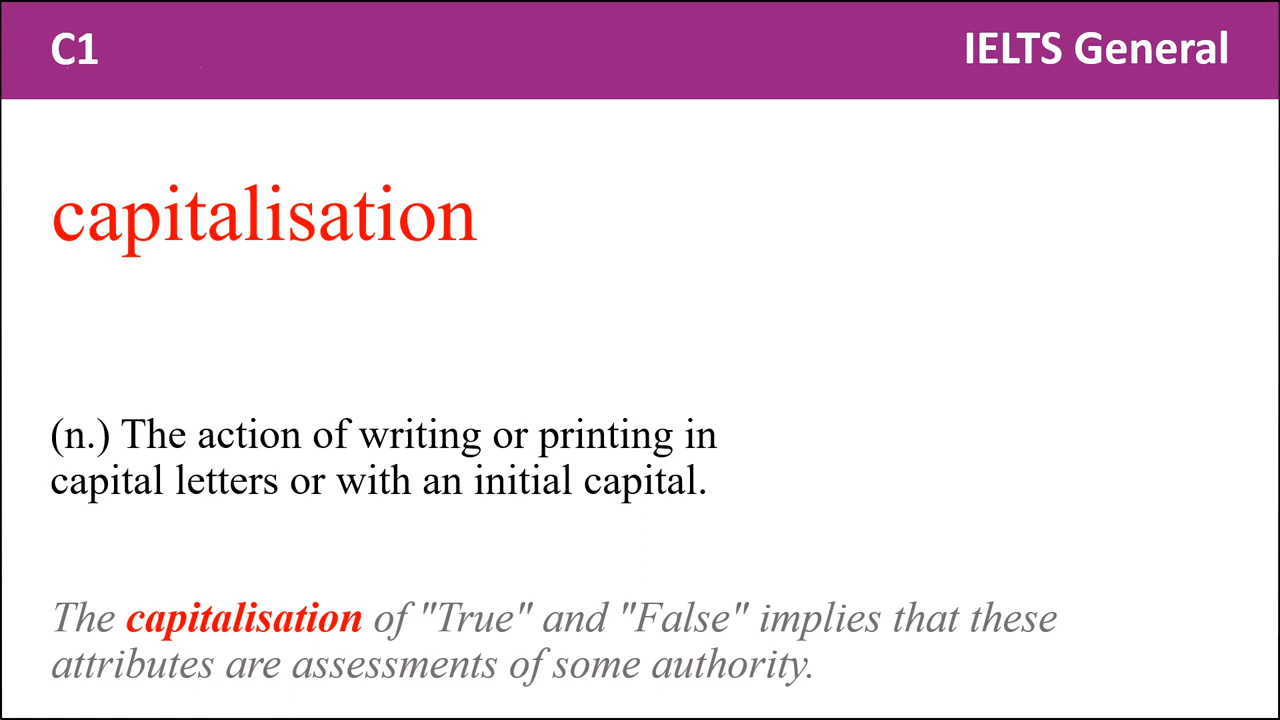 C1
IELTS General
capitalisation
(n.) The action of writing or printing in
capital letters or with an initial capital.
The capitalisation of "True" and "False" implies that these
attributes are assessments of some authority.